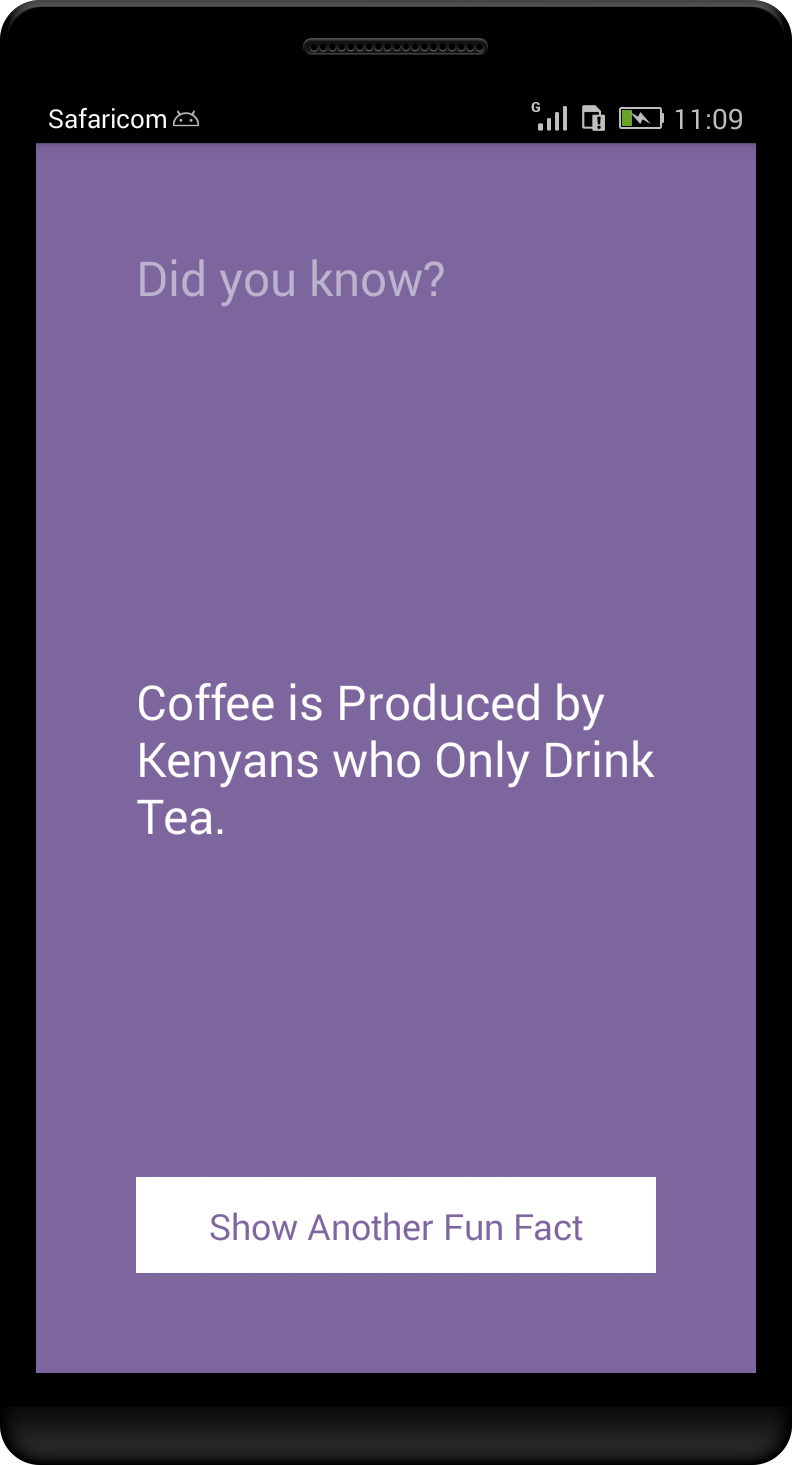 Safaricom
G
11:09
Did you know?
Coffee is Produced by
Kenyans who Only Drink
Tea.
Show Another Fun Fact